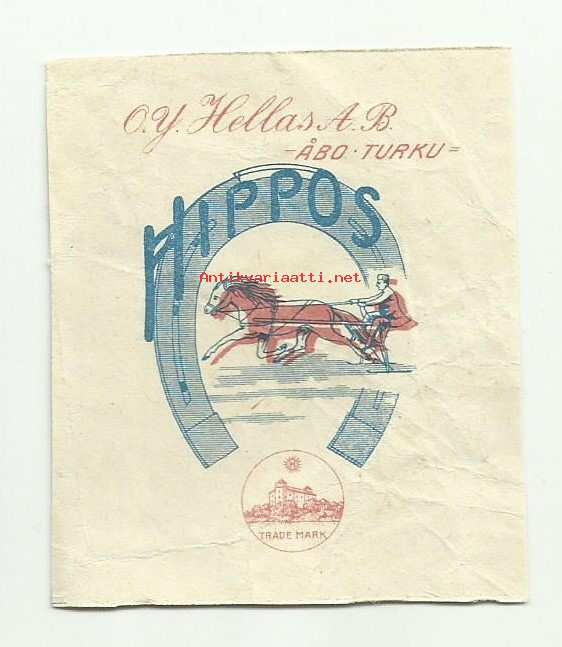 O.Y. Hellas A.B.
- ÅBO · TURKU =
HIPPOS
Antikvariaatti.net
H
TRADE MARK